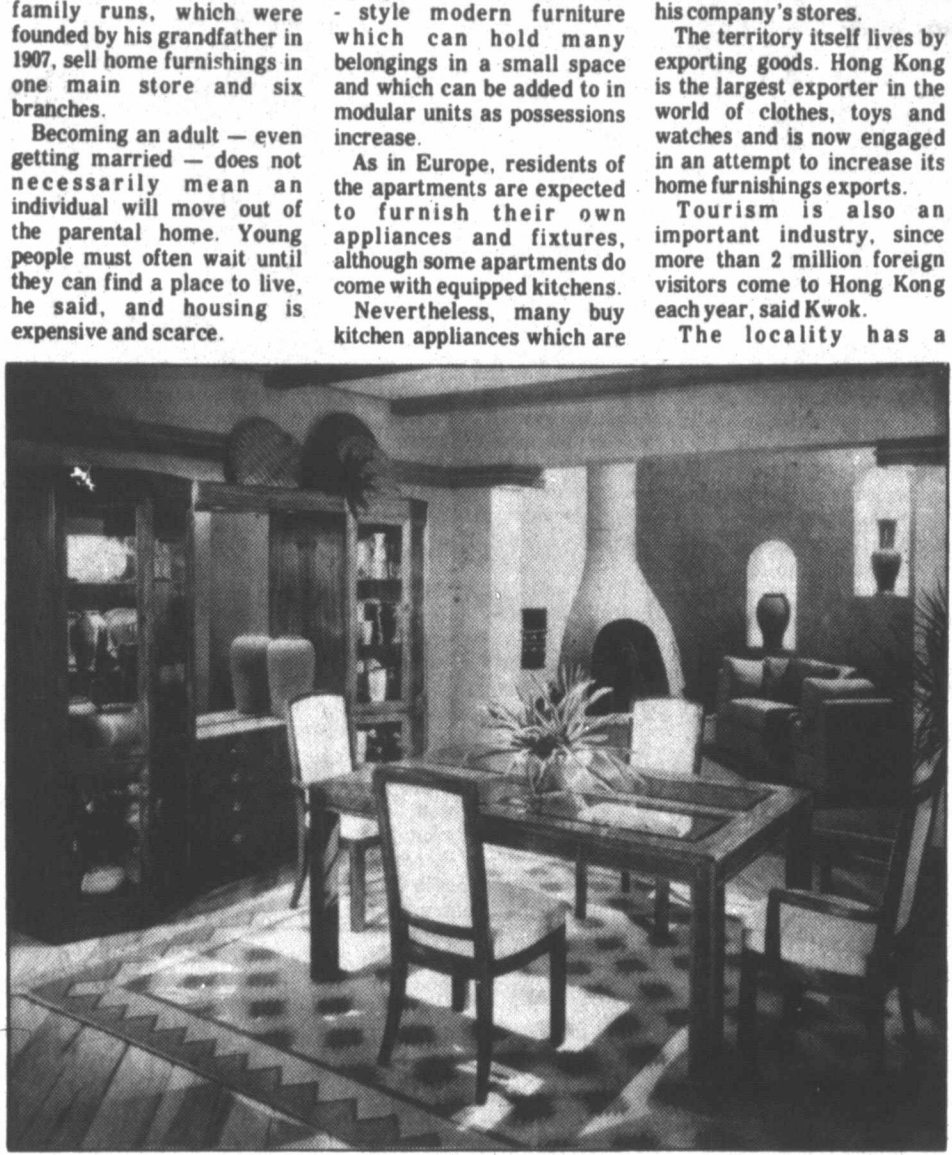 family runs, which were
founded by his grandfather in
1907, sell home furnishings in
one main store and six
branches.
Becoming an adult — even
getting married — does not
necessarily mean an
individual will move out of
the parental home. Young
people must often wait until
they can find a place to live,
he said, and housing is
expensive and scarce.
- style modern furniture
which can hold many
belongings in a small space
and which can be added to in
modular units as possessions
increase.
As in Europe, residents of
the apartments are expected
to furnish their own
appliances and fixtures,
although some apartments do
come with equipped kitchens.
Nevertheless, many buy
kitchen appliances which are
his company's stores.
The territory itself lives by
exporting goods. Hong Kong
is the largest exporter in the
world of clothes, toys and
watches and is now engaged
in an attempt to increase its
home furnishings exports.
Tourism is also an
important industry, since
more than 2 million foreign
visitors come to Hong Kong
each year, said Kwok.
The locality has a